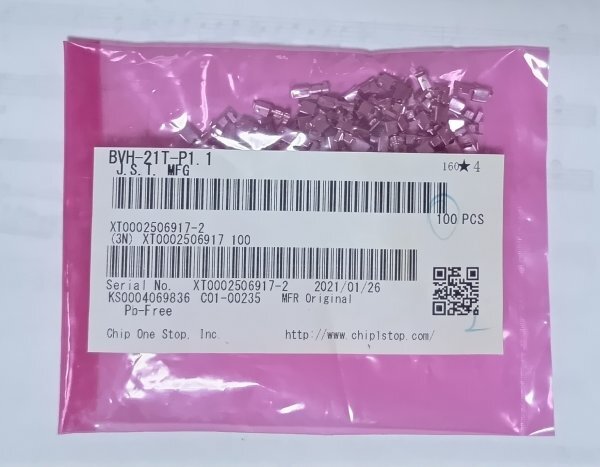 BVH-21T-P1.1
J.S.T. MFG
160★4
100 PCS
XT0002506917-2
(3N) XT0002506917 100
Serial No. XT0002506917-2 2021/01/26
KS0004069836 C01-00235 MFR Original
Pb-Free
Chip One Stop, Inc. http://www.chip1stop.com/